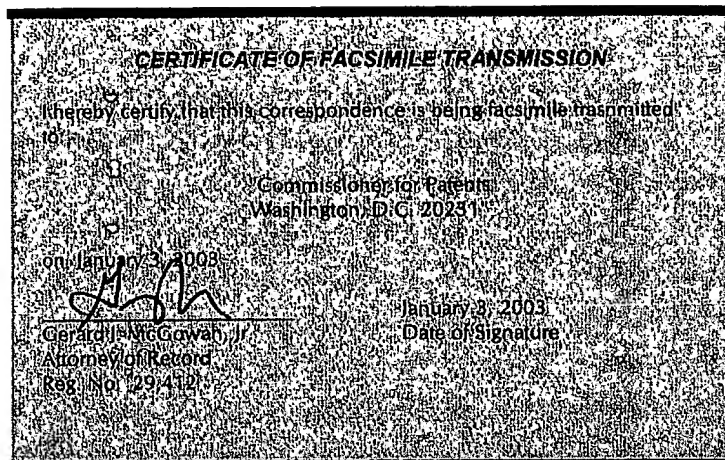 CERTIFICATE OF FACSIMILE TRANSMISSION
I hereby certify that this correspondence is being facsimile trasnmitted
to:
Commissioner for Patents
Washington, D.C. 20231
on January 3, 2003
Gerard J. McGowan, Jr.
January 3, 2003
Attorney of Record
Date of Signature
Reg. No. 29,412